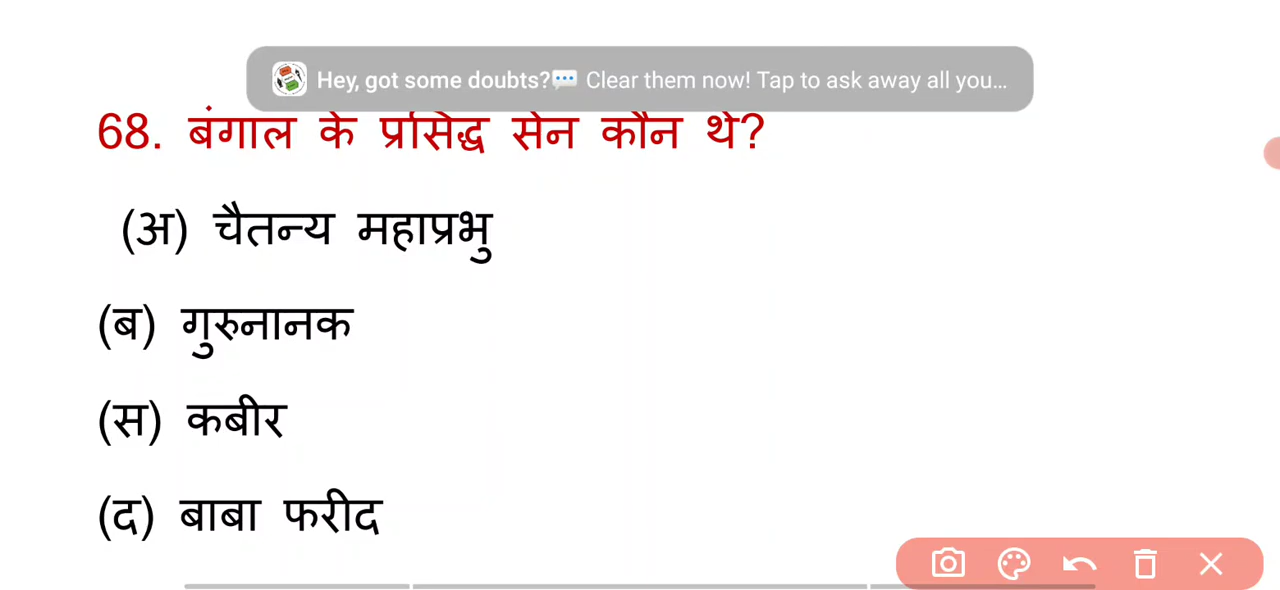 Hey, got some doubts?💬 Clear them now! Tap to ask away all you...
68. बंगाल के प्रसिद्ध सेन कौन थे?
(अ) चैतन्य महाप्रभु
(ब) गुरुनानक
(स) कबीर
(द) बाबा फरीद